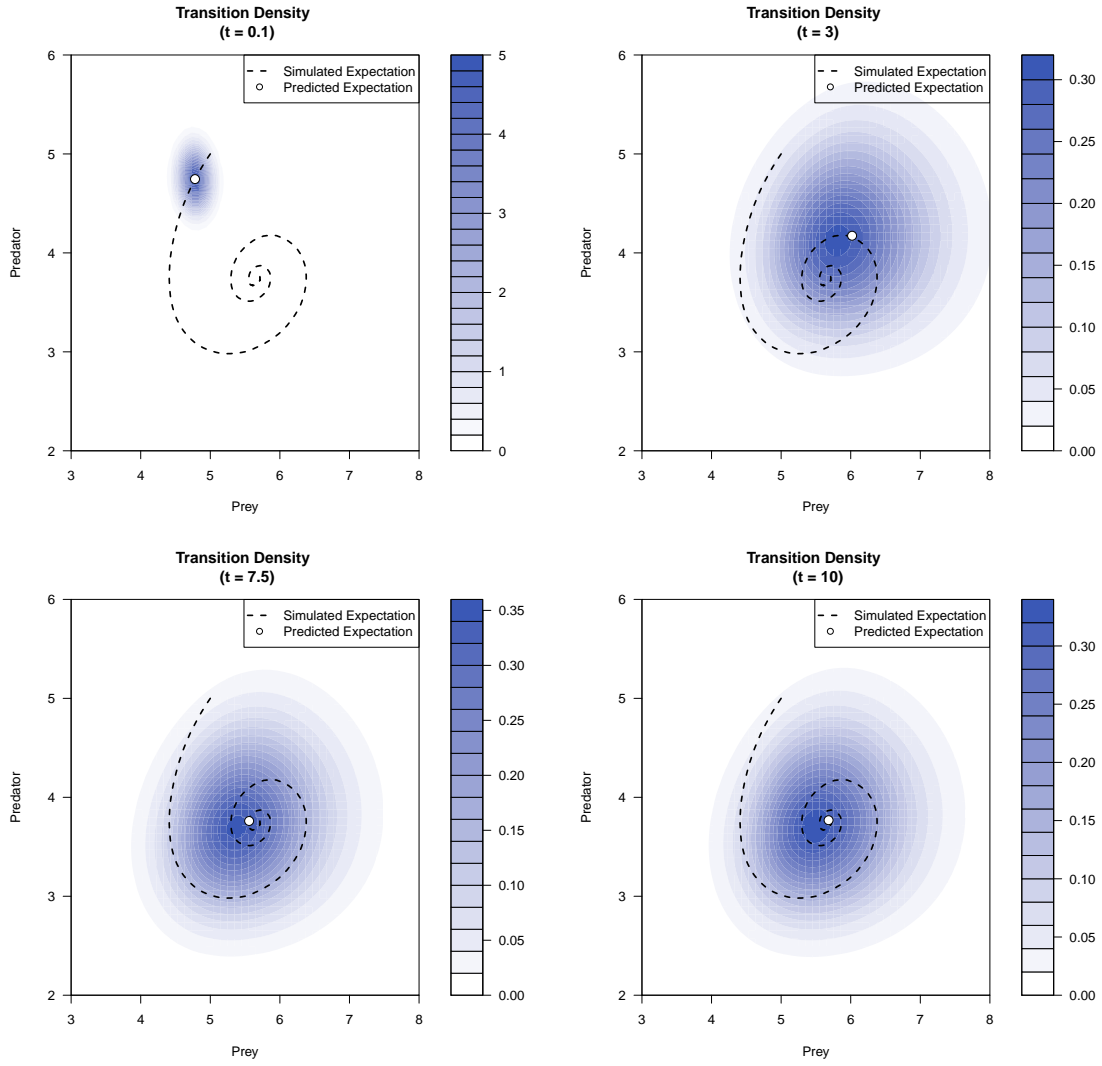 Transition Density
(t = 0.1)
Simulated Expectation
Predicted Expectation
6
5
4
3
2
3 4 5 6 7 8
Prey
Predator
5
4
3
2
1
0
Transition Density
(t = 3)
Simulated Expectation
Predicted Expectation
6
5
4
3
2
3 4 5 6 7 8
Prey
Predator
0.30
0.25
0.20
0.15
0.10
0.05
0.00
Transition Density
(t = 7.5)
Simulated Expectation
Predicted Expectation
6
5
4
3
2
3 4 5 6 7 8
Prey
Predator
0.35
0.30
0.25
0.20
0.15
0.10
0.05
0.00
Transition Density
(t = 10)
Simulated Expectation
Predicted Expectation
6
5
4
3
2
3 4 5 6 7 8
Prey
Predator
0.30
0.25
0.20
0.15
0.10
0.05
0.00